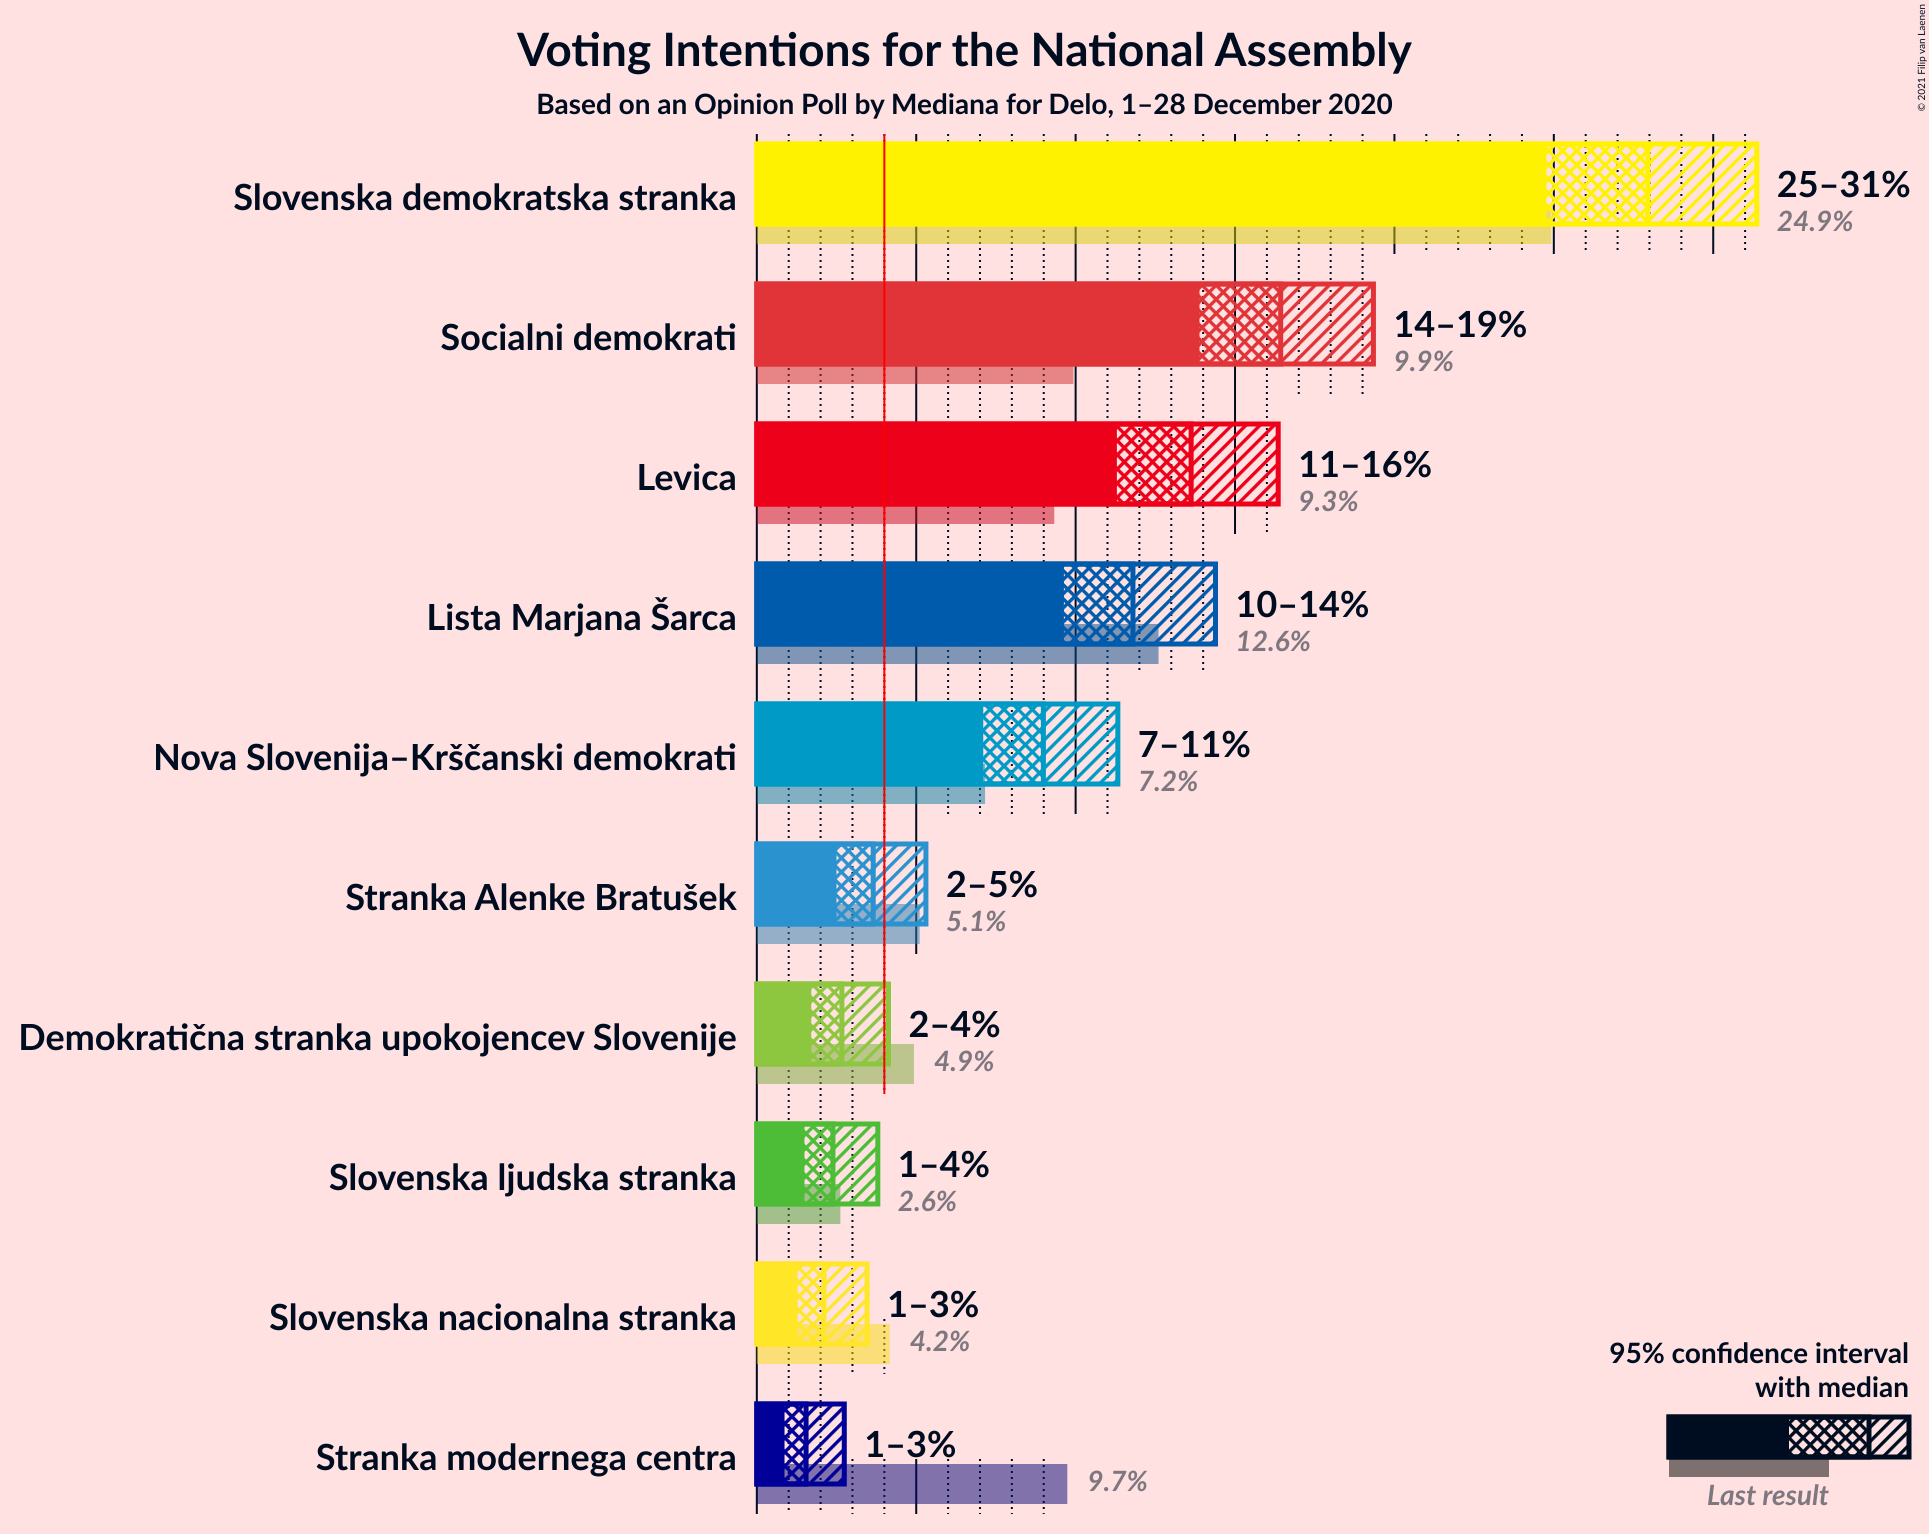 Voting Intentions for the National Assembly
Based on an Opinion Poll by Mediana for Delo, 1–28 December 2020
© 2021 Filip van Laenen
Slovenska demokratska stranka
25–31%
24.9%
Socialni demokrati
14–19%
9.9%
Levica
11–16%
9.3%
Lista Marjana Šarca
10–14%
12.6%
Nova Slovenija–Krščanski demokrati
7–11%
7.2%
Stranka Alenke Bratušek
2–5%
5.1%
Demokratična stranka upokojencev Slovenije
2–4%
4.9%
Slovenska ljudska stranka
1–4%
2.6%
Slovenska nacionalna stranka
1–3%
4.2%
Stranka modernega centra
1–3%
9.7%
95% confidence interval
with median
Last result